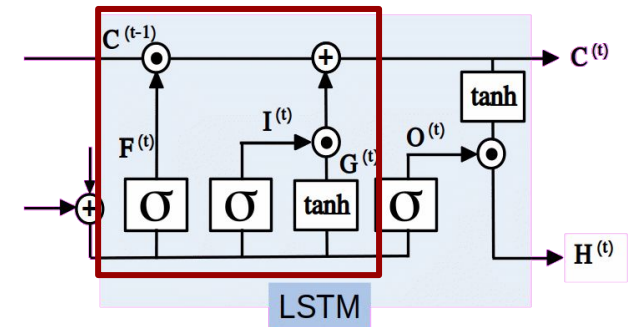 C(t-1)
C(t)
tanh
I(t)
O(t)
F(t)
G(t)
σ σ tanh σ
H(t)
LSTM